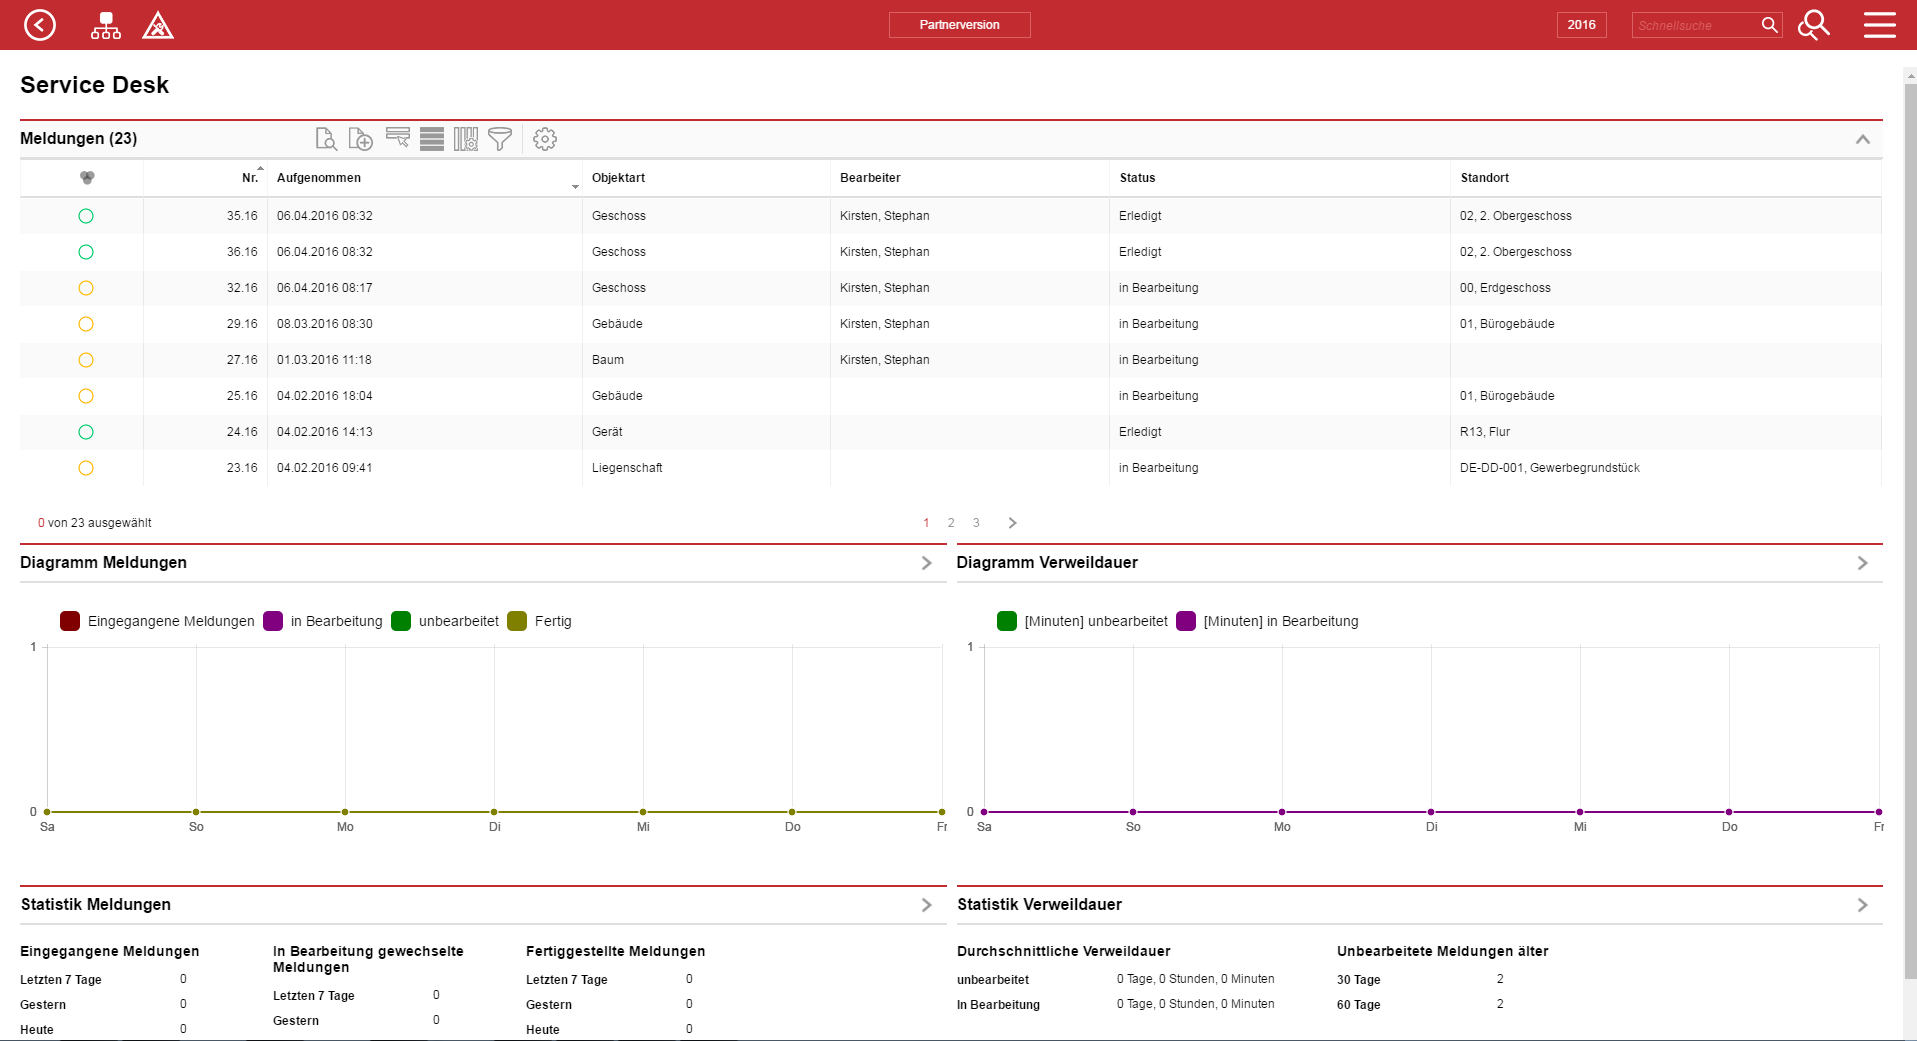 Partnerversion
2016
Schnellsuche
Service Desk
Meldungen (23)
Nr. Aufgenommen Objektart Bearbeiter Status Standort
35.16 06.04.2016 08:32 Geschoss Kirsten, Stephan Erledigt 02, 2. Obergeschoss
36.16 06.04.2016 08:32 Geschoss Kirsten, Stephan Erledigt 02, 2. Obergeschoss
32.16 06.04.2016 08:17 Geschoss Kirsten, Stephan in Bearbeitung 00, Erdgeschoss
29.16 08.03.2016 08:30 Gebäude Kirsten, Stephan in Bearbeitung 01, Bürogebäude
27.16 01.03.2016 11:18 Baum Kirsten, Stephan in Bearbeitung
25.16 04.02.2016 18:04 Gebäude in Bearbeitung 01, Bürogebäude
24.16 04.02.2016 14:13 Gerät Erledigt R13, Flur
23.16 04.02.2016 09:41 Liegenschaft in Bearbeitung DE-DD-001, Gewerbegrundstück
0 von 23 ausgewählt
1 2 3
Diagramm Meldungen
Eingegangene Meldungen in Bearbeitung unbearbeitet Fertig
1
0
Sa So Mo Di Mi Do Fr
Diagramm Verweildauer
[Minuten] unbearbeitet [Minuten] in Bearbeitung
1
0
Sa So Mo Di Mi Do Fr
Statistik Meldungen
Eingegangene Meldungen
Letzten 7 Tage 0
Gestern 0
Heute 0
In Bearbeitung gewechselte
Meldungen
Letzten 7 Tage 0
Gestern 0
Fertiggestellte Meldungen
Letzten 7 Tage 0
Gestern 0
Heute 0
Statistik Verweildauer
Durchschnittliche Verweildauer
unbearbeitet 0 Tage, 0 Stunden, 0 Minuten
In Bearbeitung 0 Tage, 0 Stunden, 0 Minuten
Unbearbeitete Meldungen älter
30 Tage 2
60 Tage 2